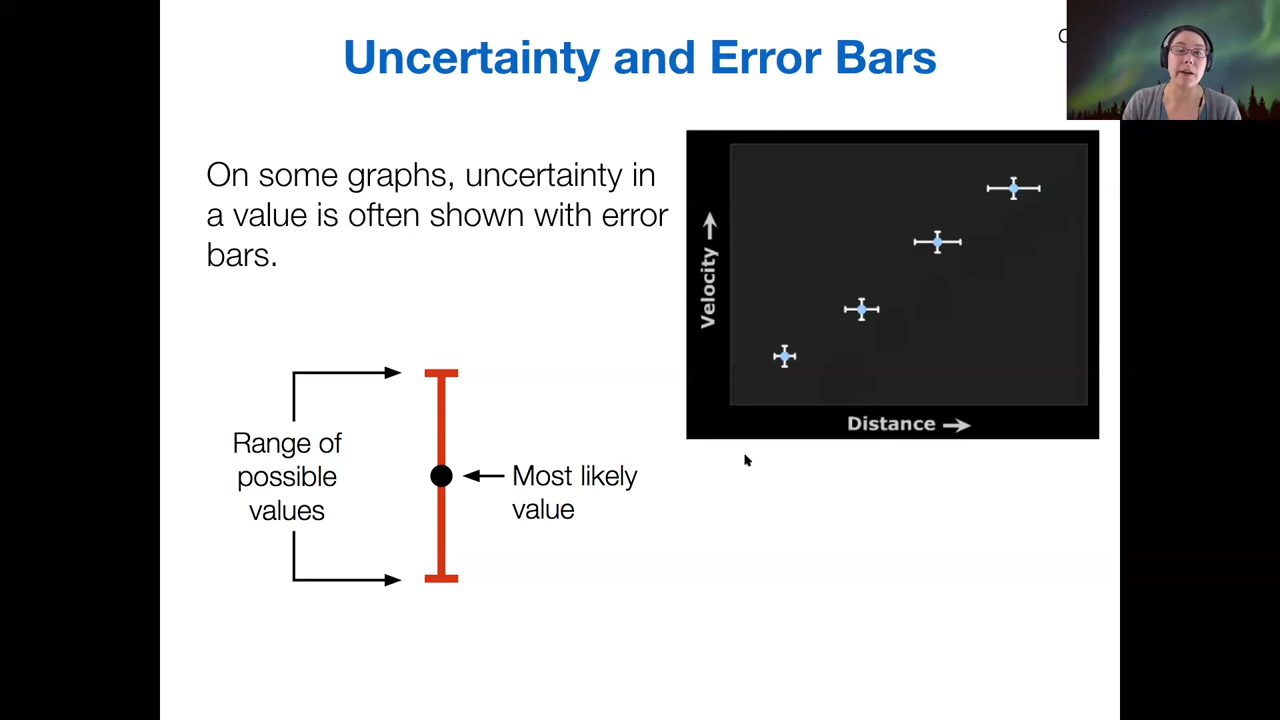 Uncertainty and Error Bars
On some graphs, uncertainty in
a value is often shown with error
bars.
Velocity
Distance
Range of
possible
values
Most likely
value